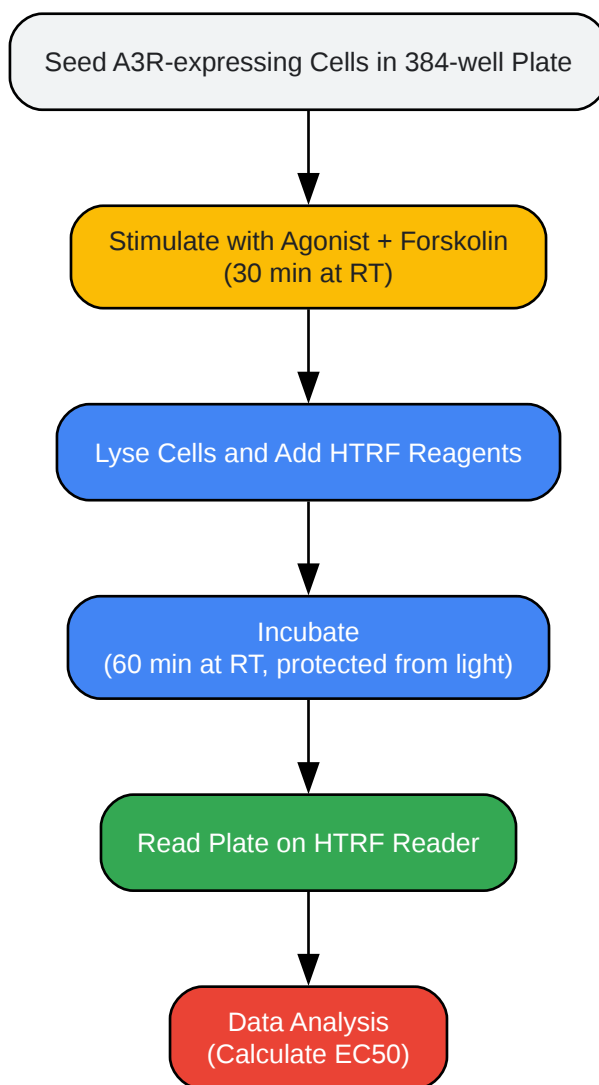 Seed A3R-expressing Cells in 384-well Plate
Stimulate with Agonist + Forskolin
(30 min at RT)
Lyse Cells and Add HTRF Reagents
Incubate
(60 min at RT, protected from light)
Read Plate on HTRF Reader
Data Analysis
(Calculate EC50)